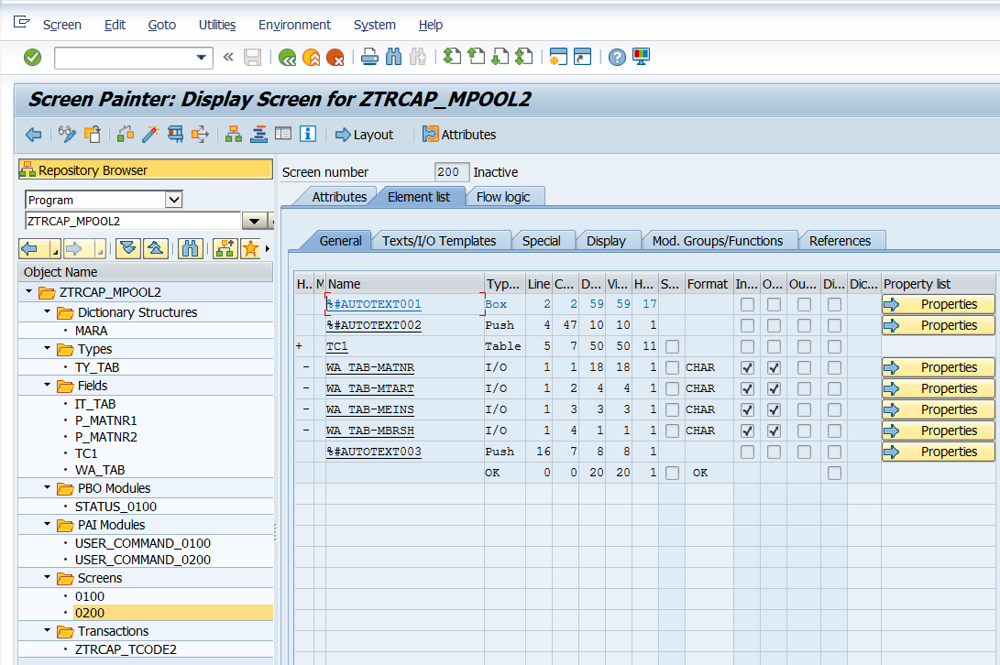 Screen Edit Goto Utilities Environment System Help
Screen Painter: Display Screen for ZTRCAP_MPOOL2
Layout Attributes
Repository Browser
Program
ZTRCAP_MPOOL2
Object Name
ZTRCAP_MPOOL2
Dictionary Structures
MARA
Types
TY_TAB
Fields
IT_TAB
P_MATNR1
P_MATNR2
TC1
WA_TAB
PBO Modules
STATUS_0100
PAI Modules
USER_COMMAND_0100
USER_COMMAND_0200
Screens
0100
0200
Transactions
ZTRCAP_TCODE2
Screen number 200 Inactive
Attributes Element list Flow logic
General Texts/I/O Templates Special Display Mod. Groups/Functions References
H.. M Name Typ... Line C... D... Vi... H... S... Format In... O... Ou... Di... Dic... Property list
%#AUTOTEXT001 Box 2 2 59 59 17 Properties
%#AUTOTEXT002 Push 4 47 10 10 1 Properties
+ TC1 Table 5 7 50 50 11
- WA_TAB-MATNR I/O 1 1 18 18 1 CHAR Properties
- WA_TAB-MTART I/O 1 2 4 4 1 CHAR Properties
- WA_TAB-MEINS I/O 1 3 3 3 1 CHAR Properties
- WA_TAB-MBRSH I/O 1 4 1 1 1 CHAR Properties
%#AUTOTEXT003 Push 16 7 8 8 1 Properties
OK 0 0 20 20 1 OK